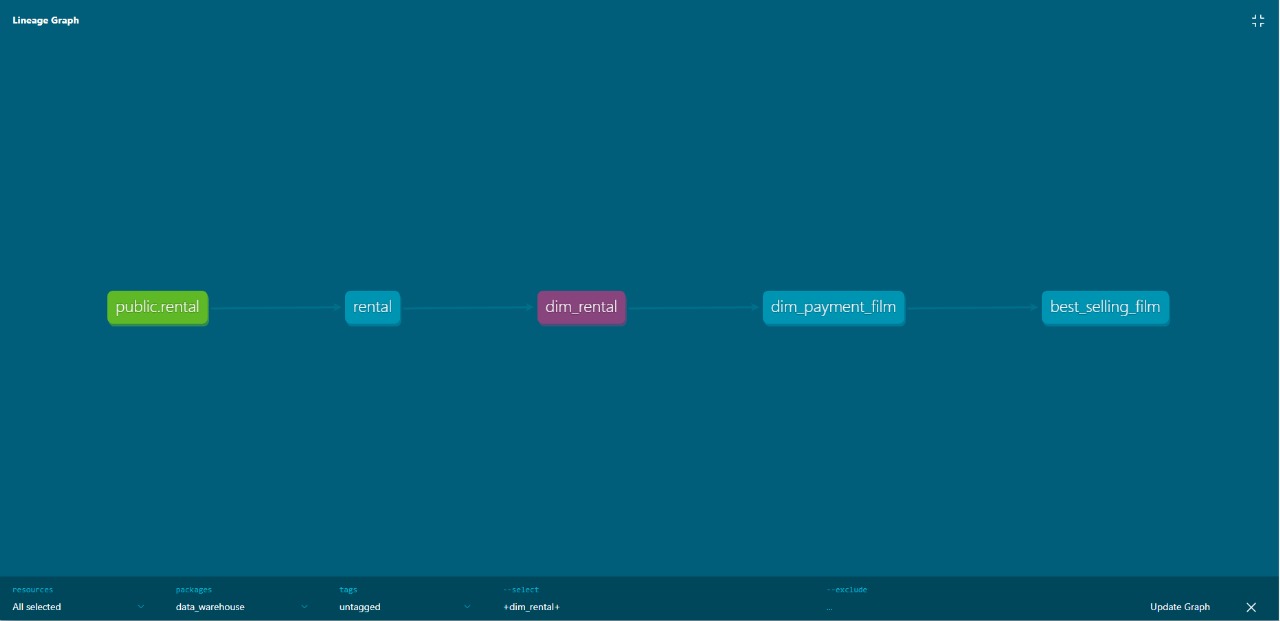 Lineage Graph
public.rental
rental
dim_rental
dim_payment_film
best_selling_film
resources
packages
tags
--select
--exclude
All selected
data_warehouse
untagged
+dim_rental+
...
Update Graph